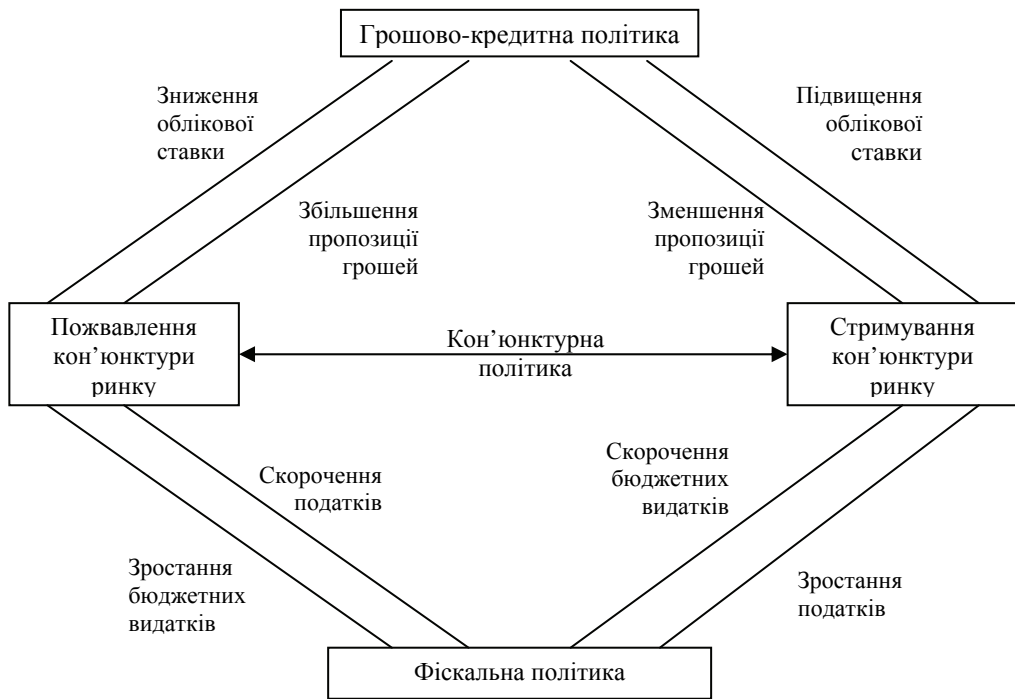 Грошово-кредитна політика
Зниження
облікової
ставки
Підвищення
облікової
ставки
Збільшення
пропозиції
грошей
Зменшення
пропозиції
грошей
Пожвавлення
кон’юнктури
ринку
Кон’юнктурна
політика
Стримування
кон’юнктури
ринку
Скорочення
податків
Скорочення
бюджетних
видатків
Зростання
бюджетних
видатків
Зростання
податків
Фіскальна політика